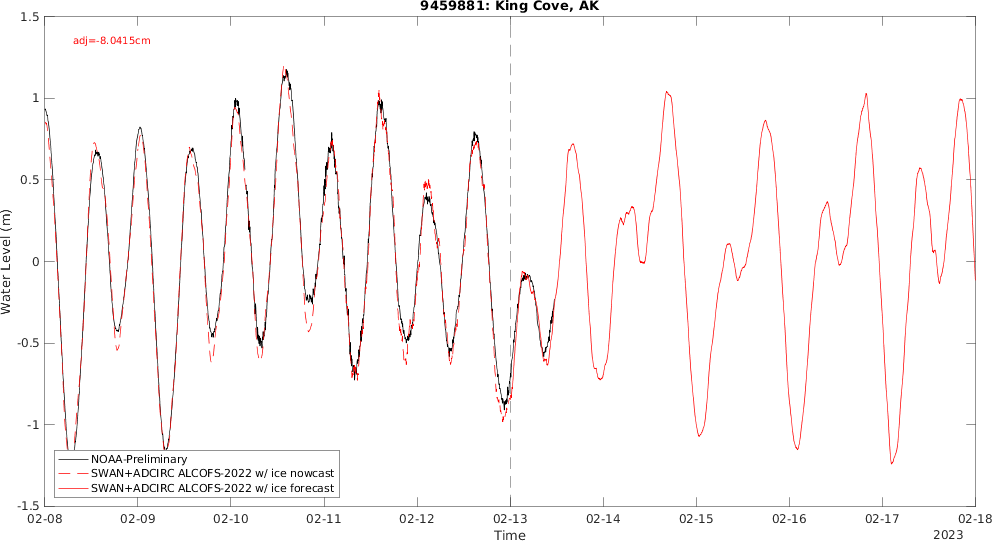 9459881: King Cove, AK
adj=-8.0415cm
Water Level (m)
1.5
1
0.5
0
-0.5
-1
-1.5
NOAA-Preliminary
SWAN+ADCIRC ALCOFS-2022 w/ ice nowcast
SWAN+ADCIRC ALCOFS-2022 w/ ice forecast
02-08 02-09 02-10 02-11 02-12 02-13 02-14 02-15 02-16 02-17 02-18
Time
2023